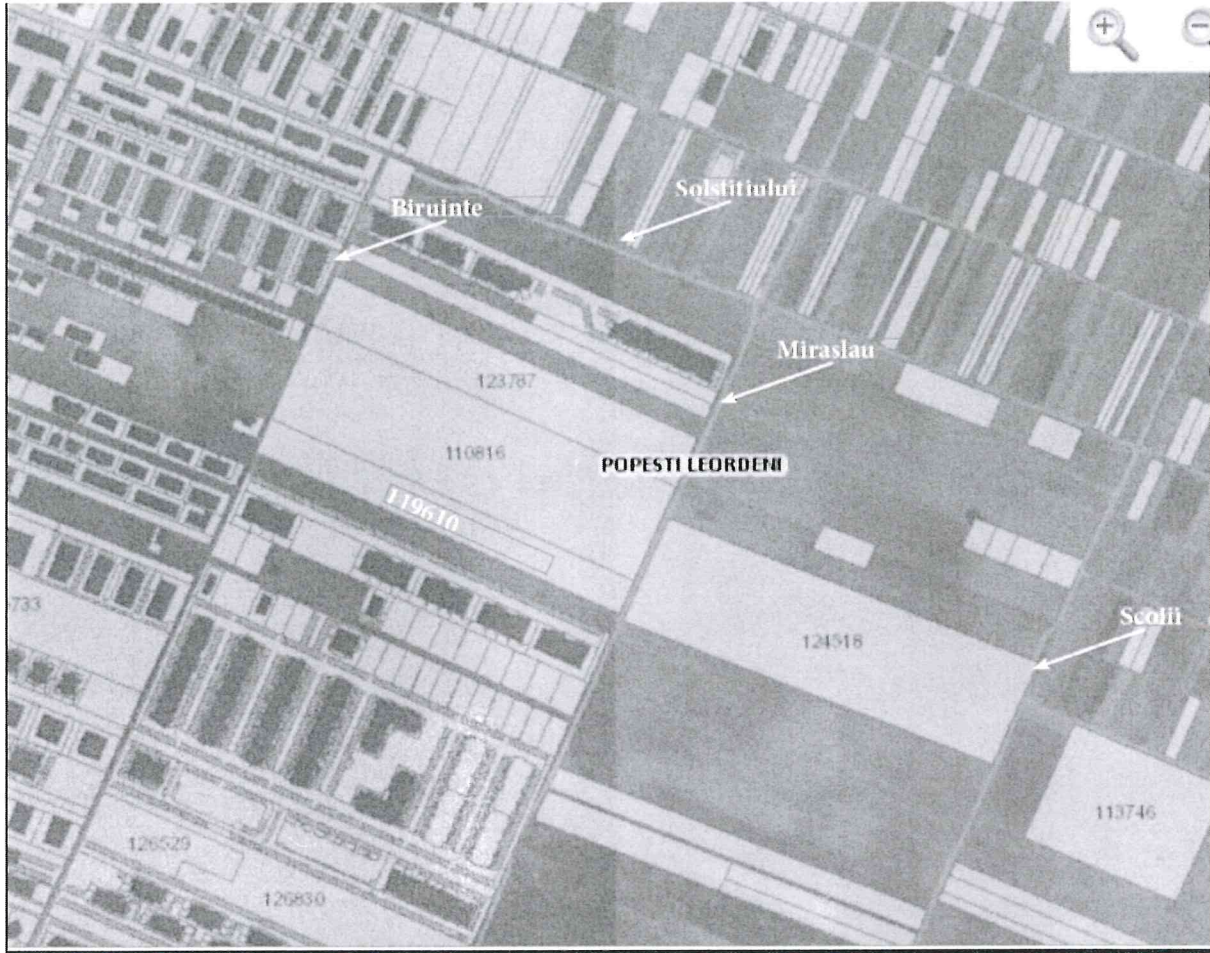 Solstitiului
Biruinte
Miraslau
123787
110816
POPESTI LEORDENI
119610
733
124518
Scolii
113746
126529
126830